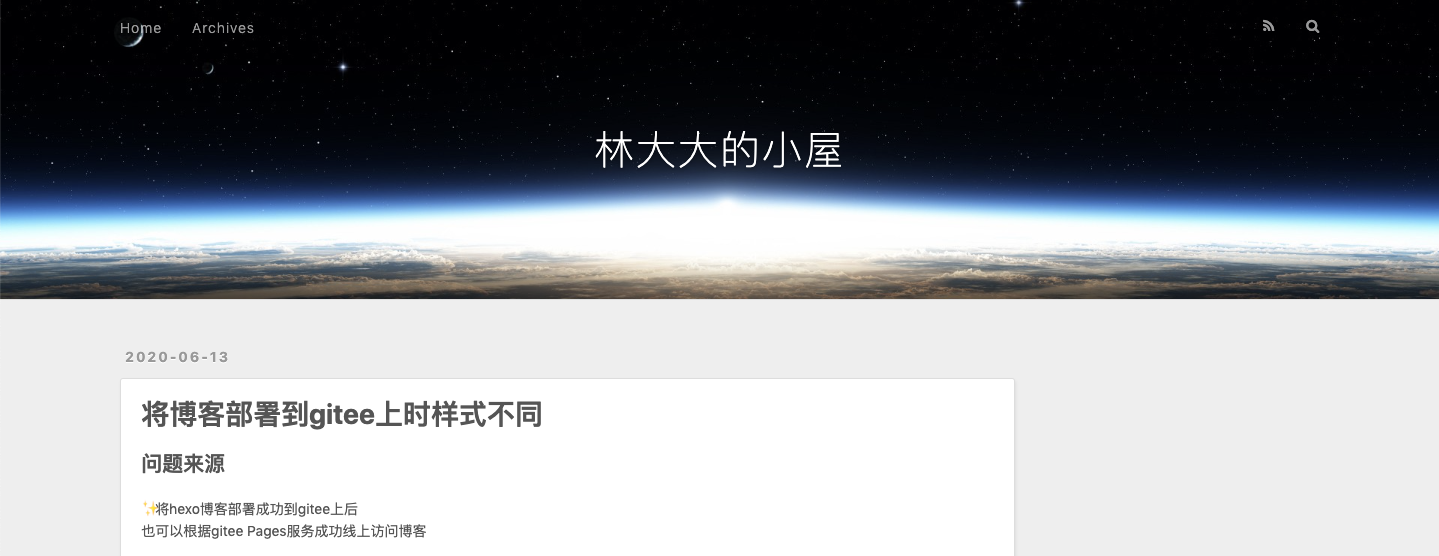 Home Archives
林大大的小屋
2020-06-13
将博客部署到gitee上时样式不同
问题来源
✨将hexo博客部署成功到gitee上后
也可以根据gitee Pages服务成功线上访问博客